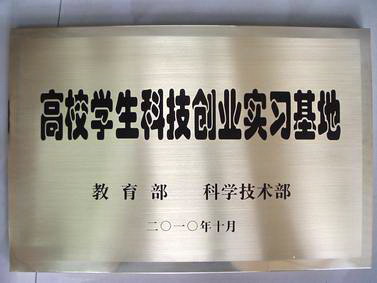 高校学生科技创业实习基地
教育部 科学技术部
二〇一〇年十月